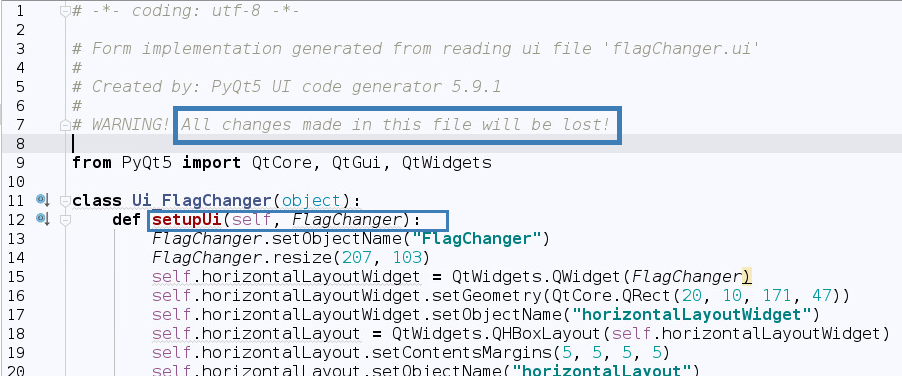 1 # -*- coding: utf-8 -*-
2
3 # Form implementation generated from reading ui file 'flagChanger.ui'
4 #
5 # Created by: PyQt5 UI code generator 5.9.1
6 #
7 # WARNING! All changes made in this file will be lost!
8
9 from PyQt5 import QtCore, QtGui, QtWidgets
10
11 class Ui_FlagChanger(object):
12     def setupUi(self, FlagChanger):
13         FlagChanger.setObjectName("FlagChanger")
14         FlagChanger.resize(207, 103)
15         self.horizontalLayoutWidget = QtWidgets.QWidget(FlagChanger)
16         self.horizontalLayoutWidget.setGeometry(QtCore.QRect(20, 10, 171, 47))
17         self.horizontalLayoutWidget.setObjectName("horizontalLayoutWidget")
18         self.horizontalLayout = QtWidgets.QHBoxLayout(self.horizontalLayoutWidget)
19         self.horizontalLayout.setContentsMargins(5, 5, 5, 5)
20         self.horizontalLayout.setObjectName("horizontalLayout")